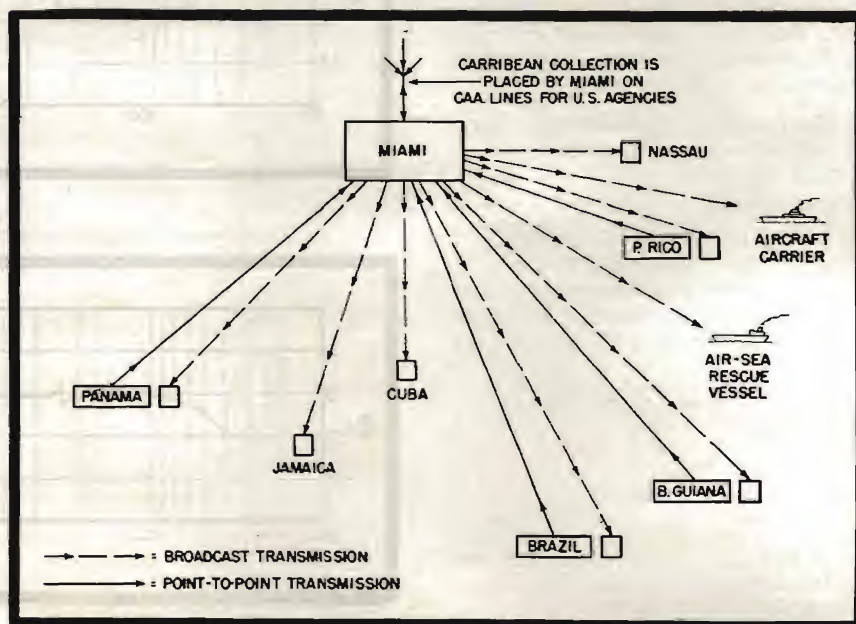 CARRIBEAN COLLECTION IS
PLACED BY MIAMI ON
CAA. LINES FOR U.S. AGENCIES
MIAMI
NASSAU
P. RICO
AIRCRAFT
CARRIER
AIR-SEA
RESCUE
VESSEL
PANAMA
CUBA
JAMAICA
B. GUIANA
BRAZIL
= BROADCAST TRANSMISSION
= POINT-TO-POINT TRANSMISSION